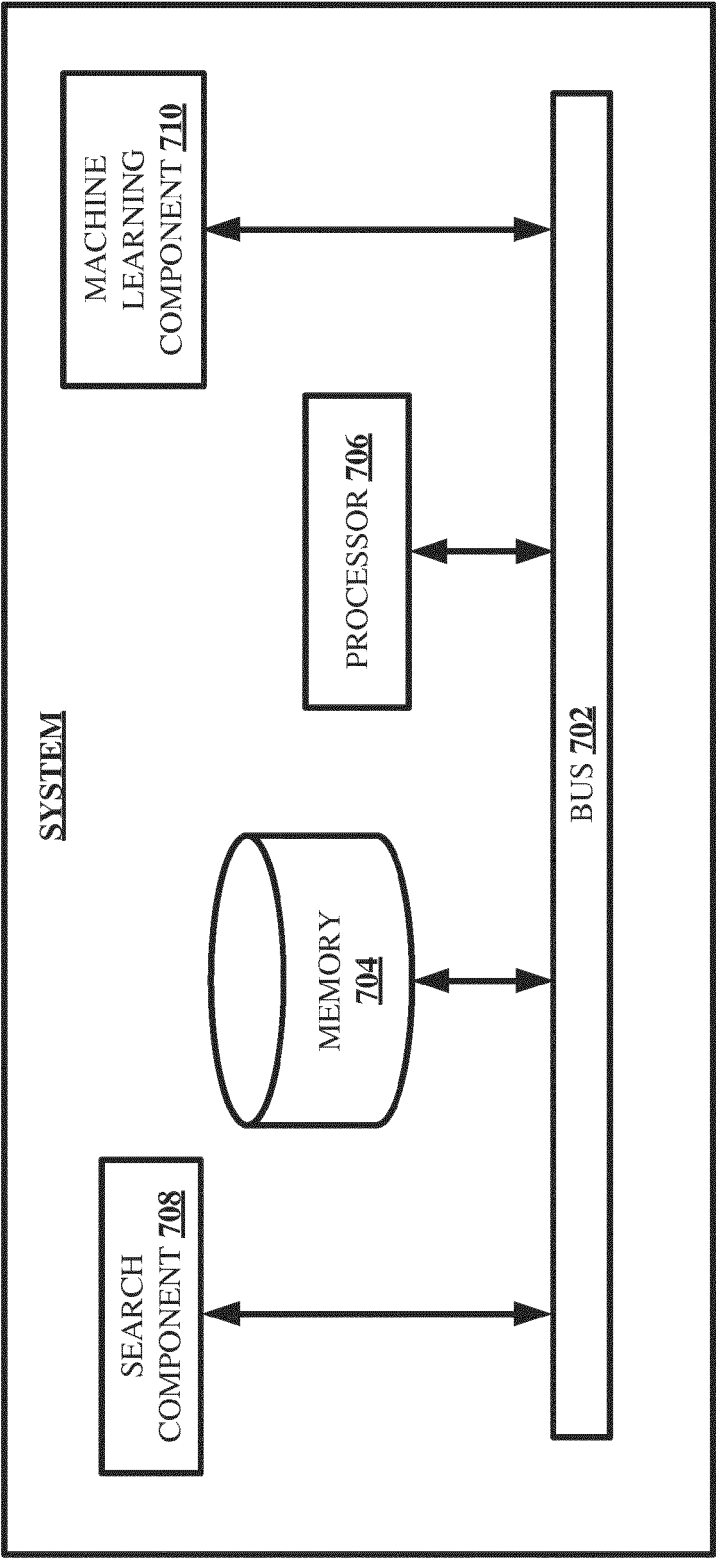 SYSTEM
SEARCH
COMPONENT 708
MEMORY
704
PROCESSOR 706
MACHINE
LEARNING
COMPONENT 710
BUS 702